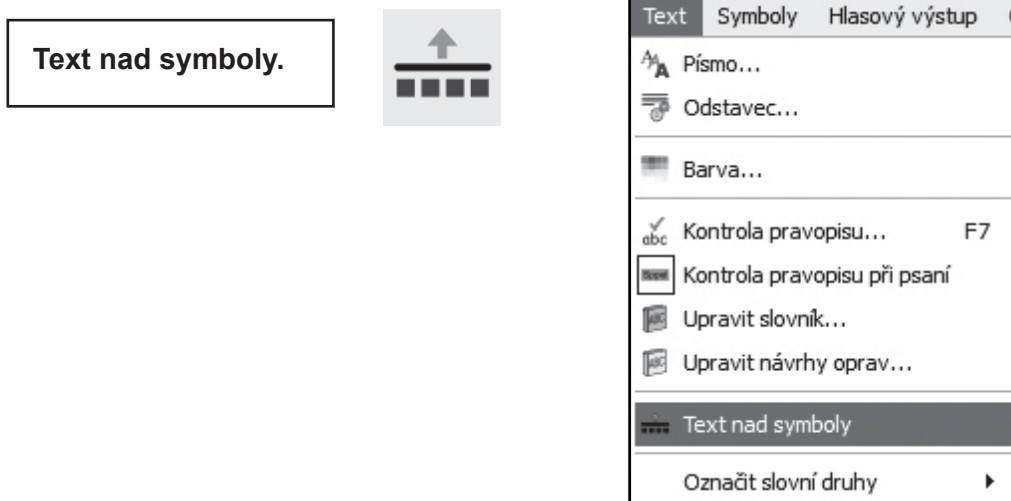 Text nad symboly.
Text Symboly Hlasový výstup
Písmo...
Odstavec...
Barva...
Kontrola pravopisu... F7
Kontrola pravopisu při psaní
Upravit slovník...
Upravit návrhy oprav...
Text nad symboly
Označit slovní druhy